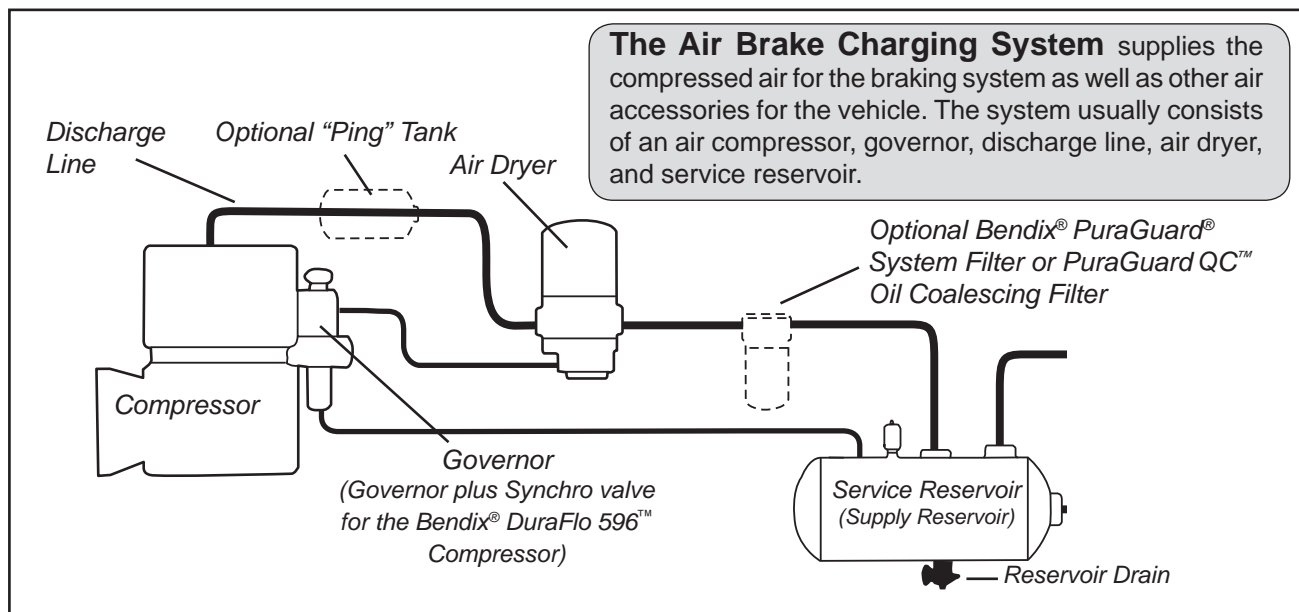 The Air Brake Charging System supplies the
compressed air for the braking system as well as other air
accessories for the vehicle. The system usually consists
of an air compressor, governor, discharge line, air dryer,
and service reservoir.
Discharge
Line
Optional “Ping” Tank
Air Dryer
Optional Bendix® PuraGuard®
System Filter or PuraGuard QC™
Oil Coalescing Filter
Compressor
Governor
(Governor plus Synchro valve
for the Bendix® DuraFlo 596™
Compressor)
Service Reservoir
(Supply Reservoir)
Reservoir Drain